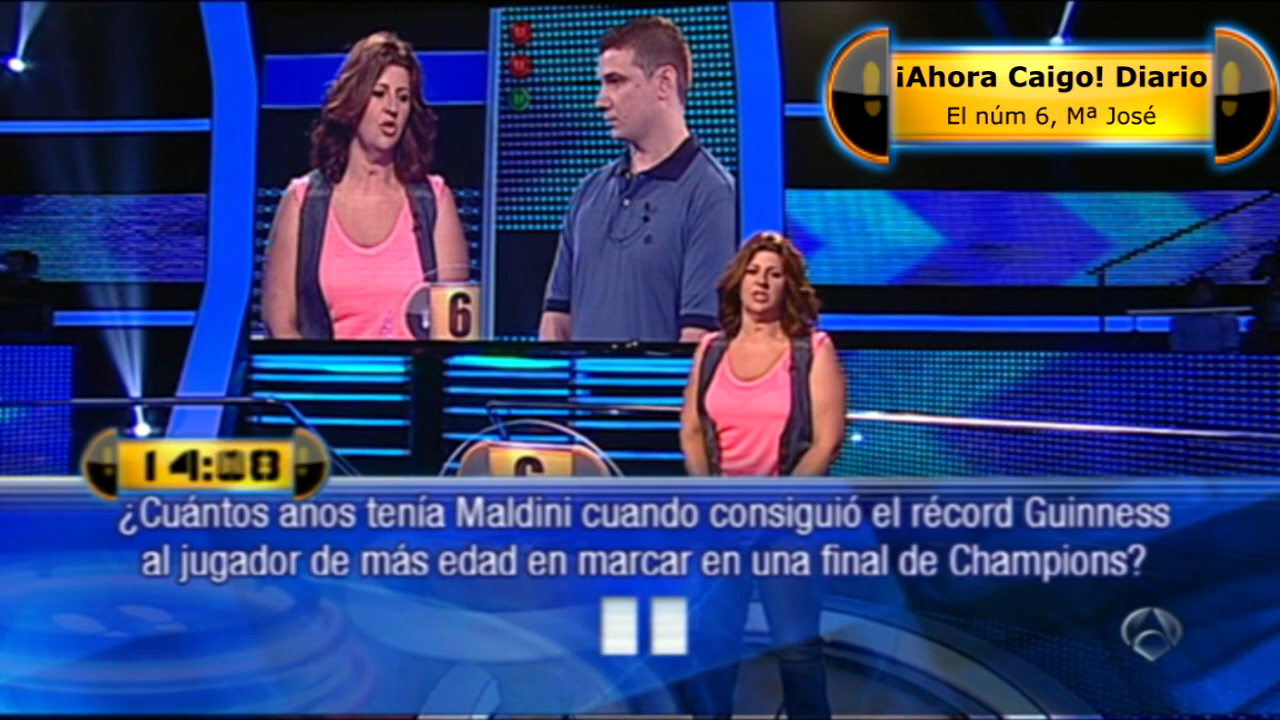 ¡Ahora Caigo! Diario
El núm 6, Mª José
6
14:08
6
¿Cuántos anos tenía Maldini cuando consiguió el récord Guinness
al jugador de más edad en marcar en una final de Champions?